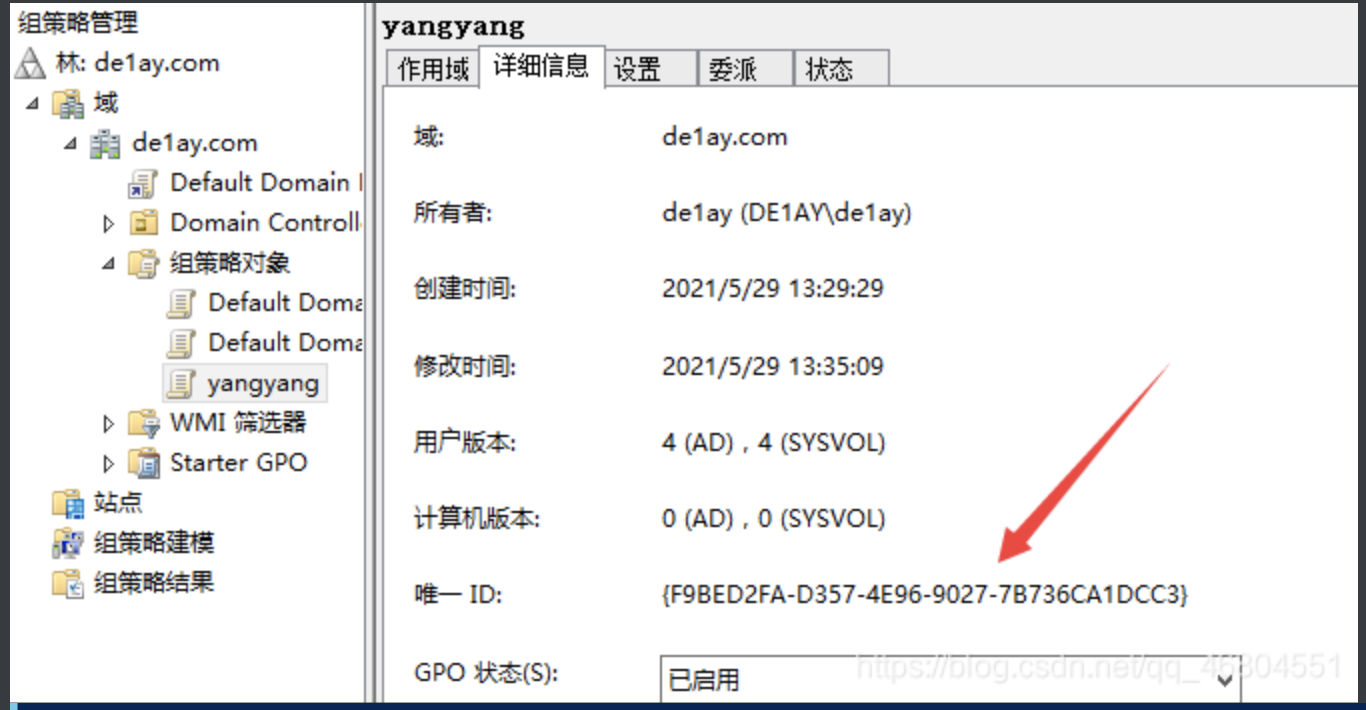 组策略管理
林: de1ay.com
域
de1ay.com
Default Domain
Domain Controll
组策略对象
Default Doma
Default Doma
yangyang
WMI 筛选器
Starter GPO
站点
组策略建模
组策略结果
yangyang
作用域 详细信息 设置 委派 状态
域: de1ay.com
所有者: de1ay (DE1AY\de1ay)
创建时间: 2021/5/29 13:29:29
修改时间: 2021/5/29 13:35:09
用户版本: 4 (AD) , 4 (SYSVOL)
计算机版本: 0 (AD) , 0 (SYSVOL)
唯一 ID: {F9BED2FA-D357-4E96-9027-7B736CA1DCC3}
GPO 状态(S): 已启用
https://blog.csdn.net/qq_46804551